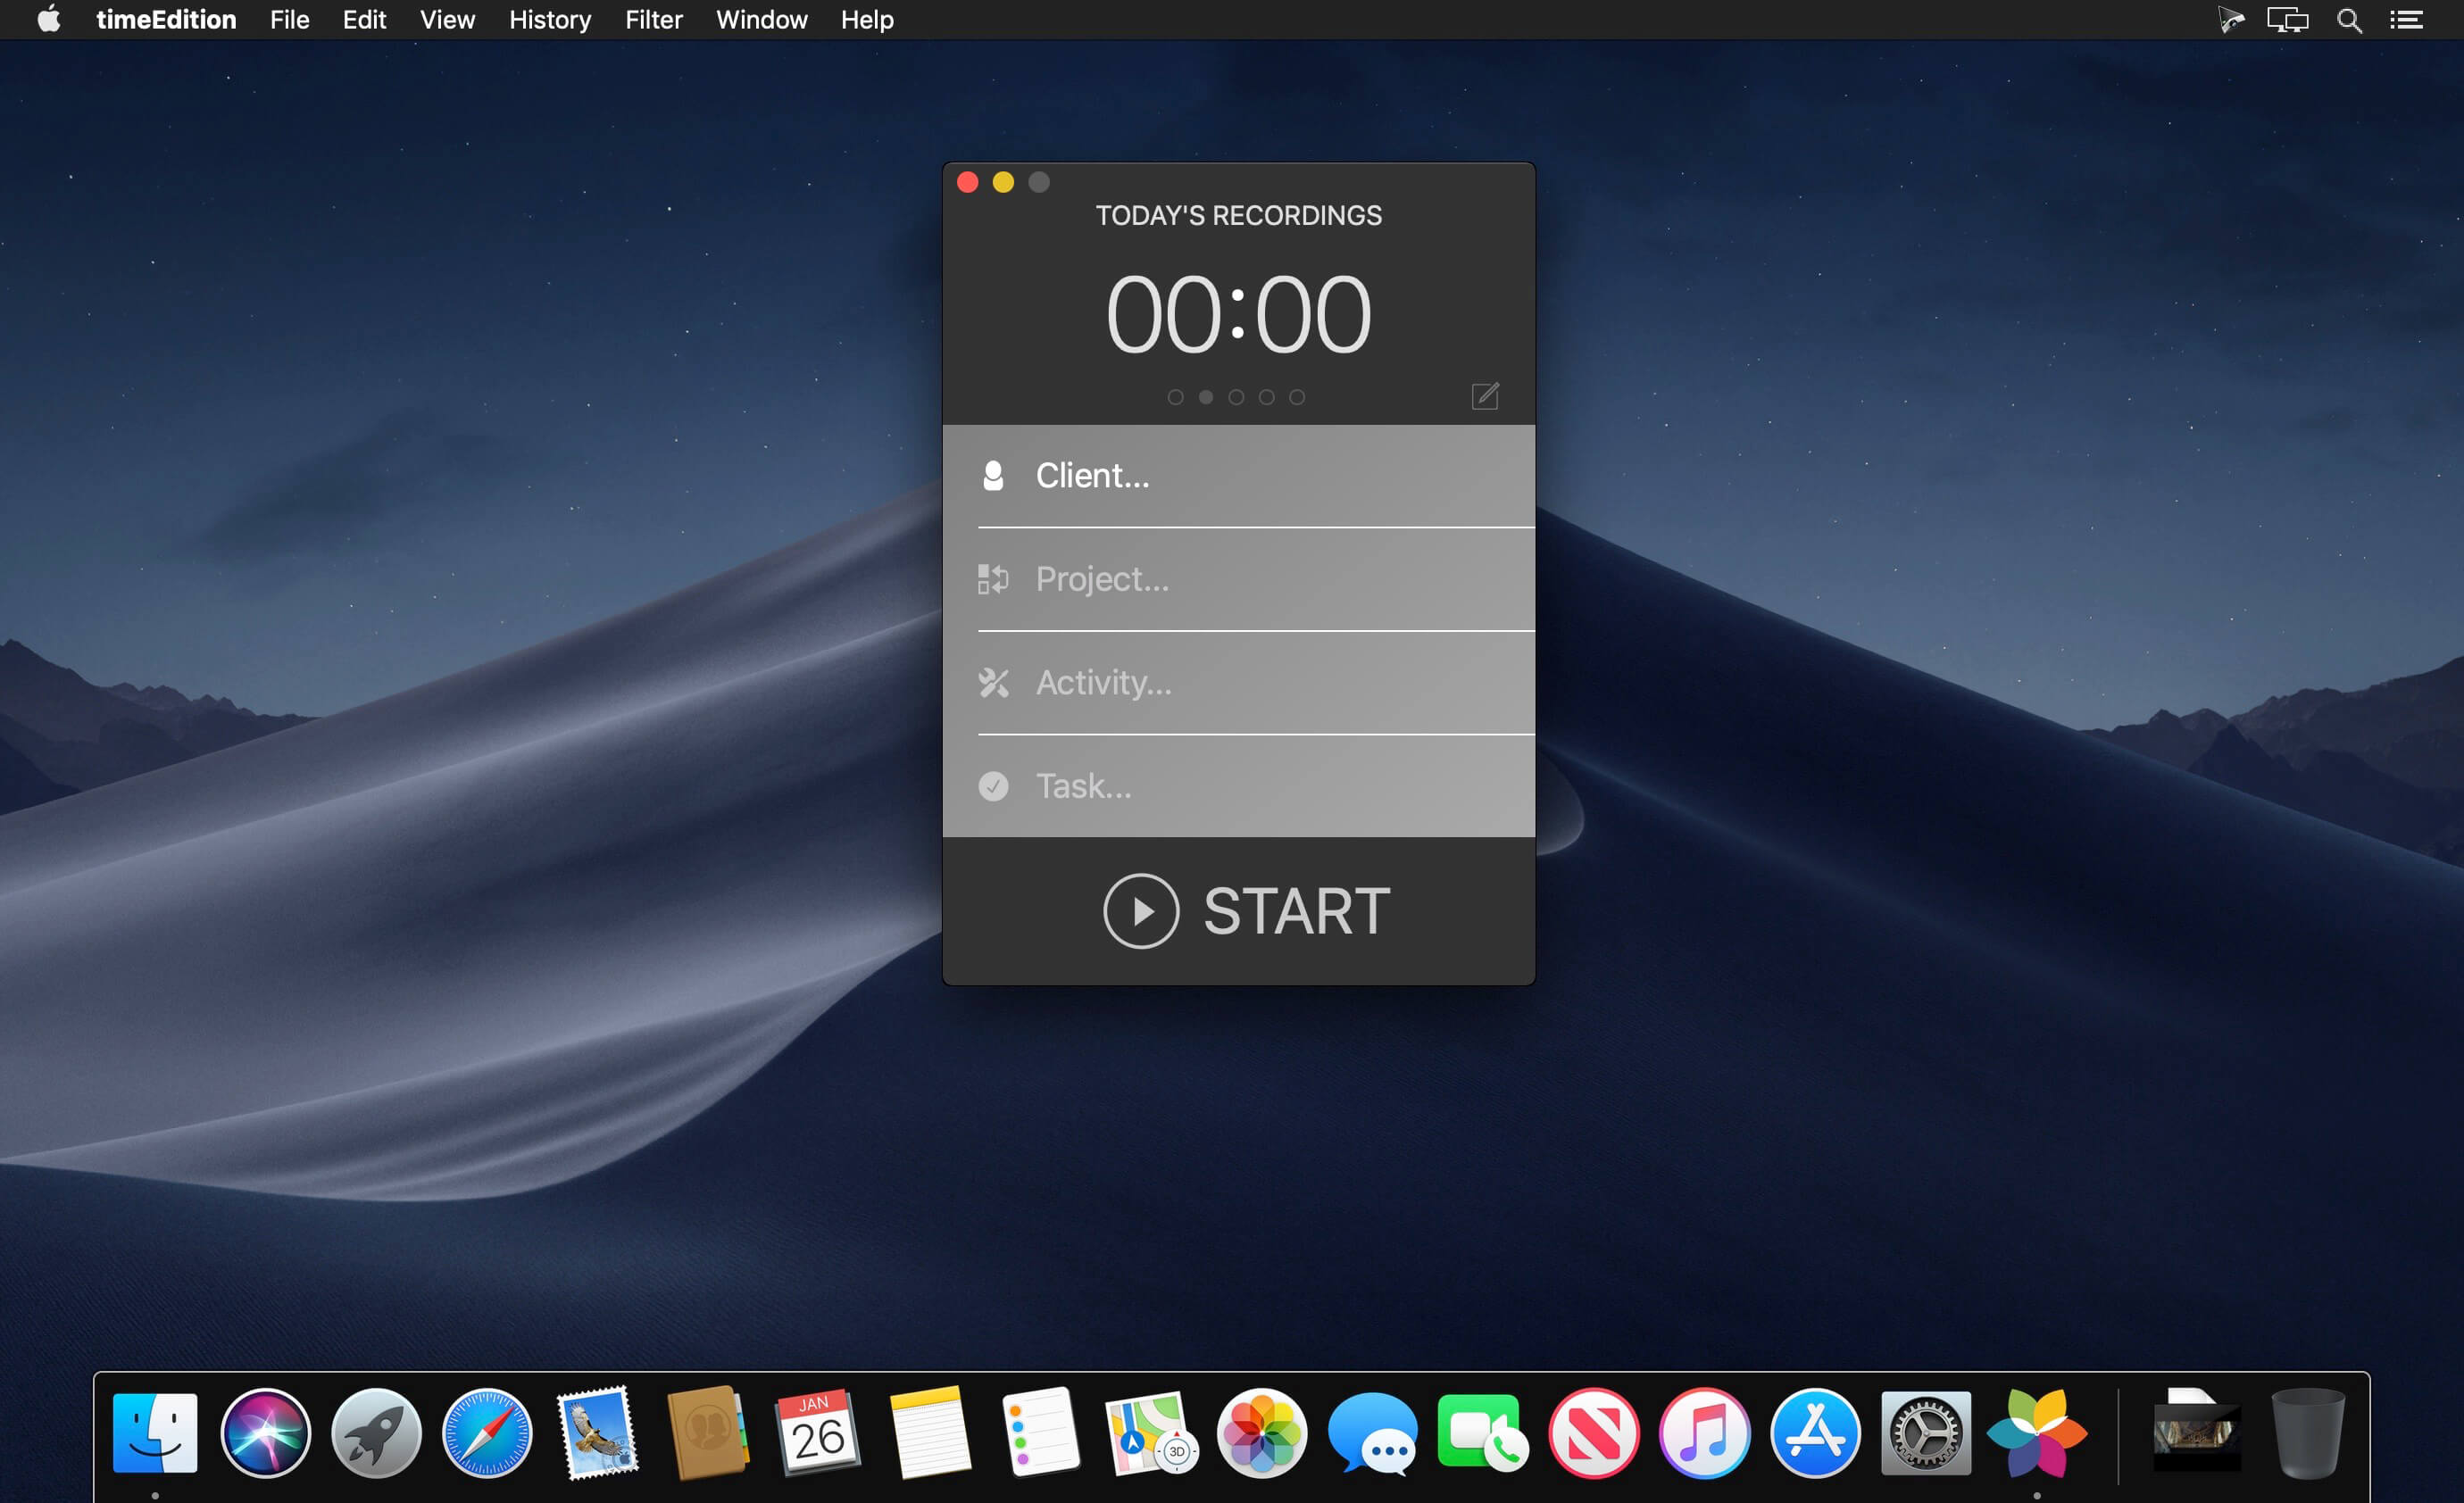 timeEdition File Edit View History Filter Window Help
TODAY'S RECORDINGS
00:00
Client...
Project...
Activity...
Task...
START
JAN
26
3D